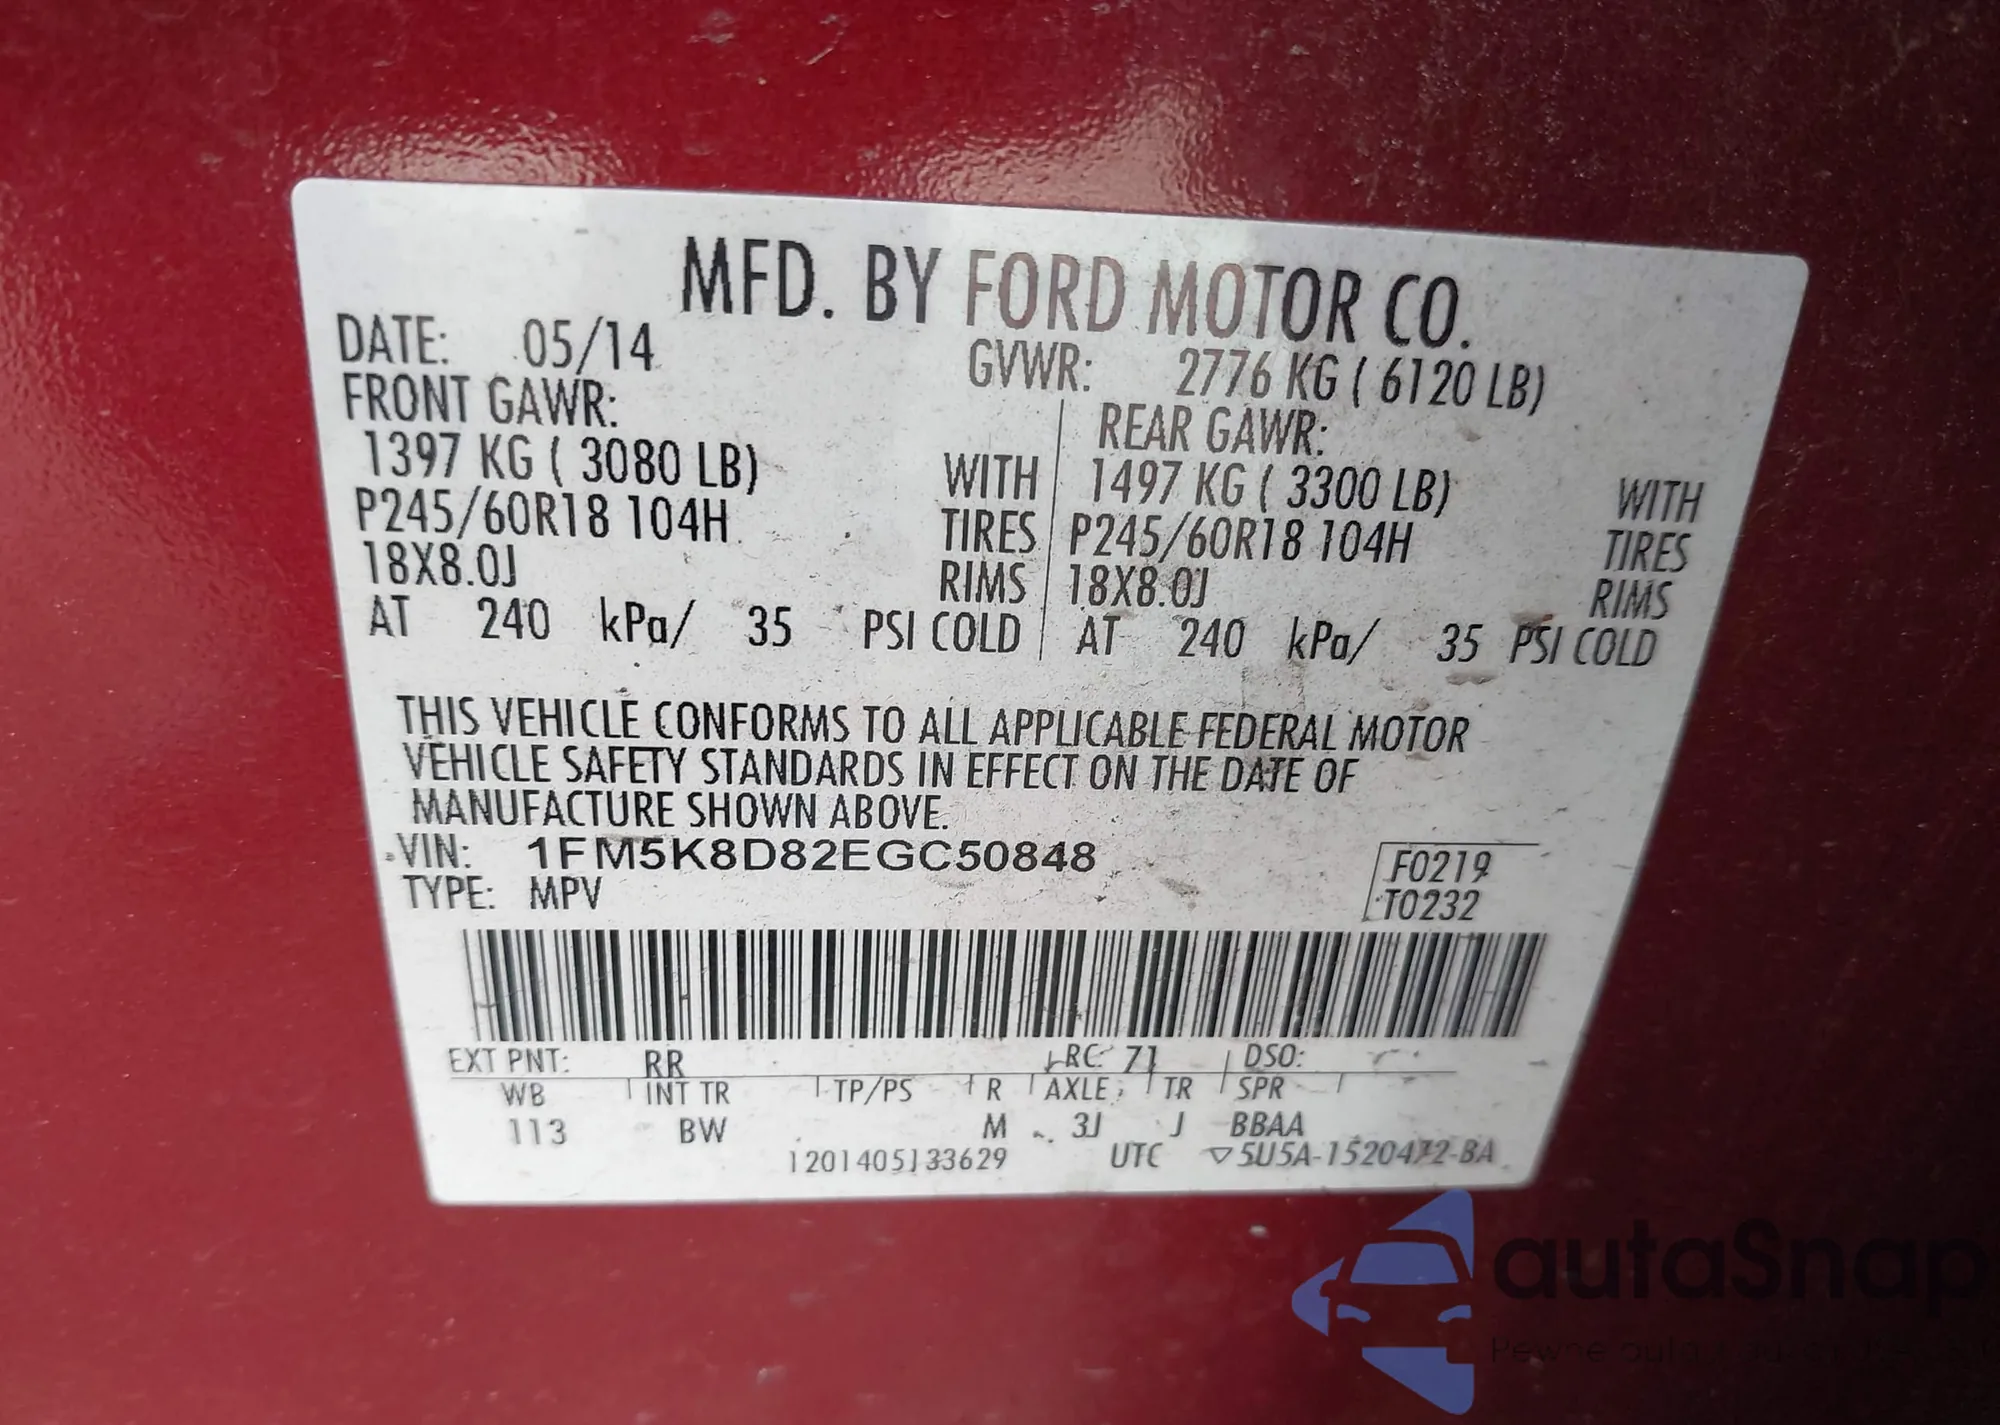 MFD. BY FORD MOTOR CO.
DATE: 05/14 GVWR: 2776 KG ( 6120 LB)
FRONT GAWR: REAR GAWR:
1397 KG ( 3080 LB) WITH 1497 KG ( 3300 LB) WITH
P245/60R18 104H TIRES P245/60R18 104H TIRES
18X8.0J RIMS 18X8.0J RIMS
AT 240 kPa/ 35 PSI COLD AT 240 kPa/ 35 PSI COLD
THIS VEHICLE CONFORMS TO ALL APPLICABLE FEDERAL MOTOR
VEHICLE SAFETY STANDARDS IN EFFECT ON THE DATE OF
MANUFACTURE SHOWN ABOVE.
VIN: 1FM5K8D82EGC50848
TYPE: MPV
F0219
T0232
EXT PNT: RR RC: 71 DSO:
WB INT TR TP/PS R AXLE TR SPR
113 BW M 3J J BBAA
1201405133629 UTC ▽5U5A-1520472-BA
autaSnap
Pewne auta